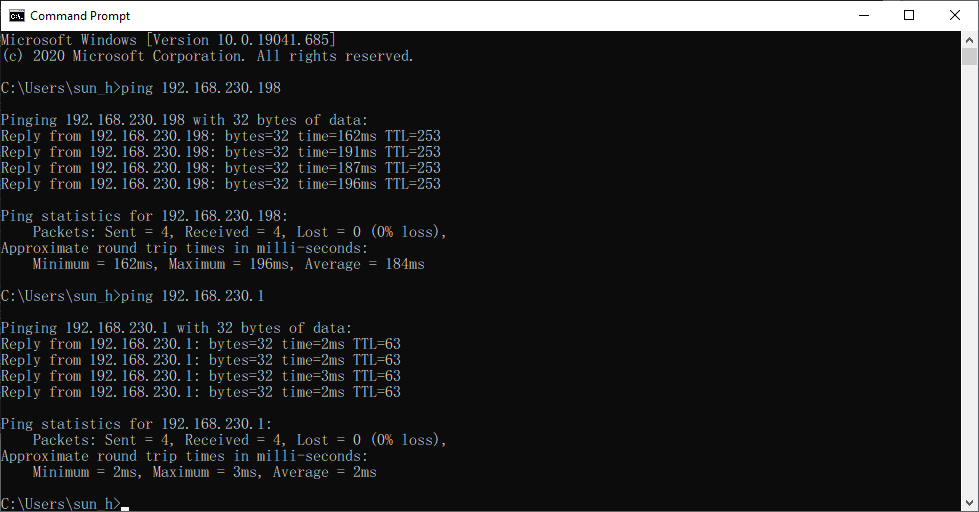 Command Prompt
Microsoft Windows [Version 10.0.19041.685]
(c) 2020 Microsoft Corporation. All rights reserved.
C:\Users\sun_h>ping 192.168.230.198
Pinging 192.168.230.198 with 32 bytes of data:
Reply from 192.168.230.198: bytes=32 time=162ms TTL=253
Reply from 192.168.230.198: bytes=32 time=191ms TTL=253
Reply from 192.168.230.198: bytes=32 time=187ms TTL=253
Reply from 192.168.230.198: bytes=32 time=196ms TTL=253
Ping statistics for 192.168.230.198:
    Packets: Sent = 4, Received = 4, Lost = 0 (0% loss),
Approximate round trip times in milli-seconds:
    Minimum = 162ms, Maximum = 196ms, Average = 184ms
C:\Users\sun_h>ping 192.168.230.1
Pinging 192.168.230.1 with 32 bytes of data:
Reply from 192.168.230.1: bytes=32 time=2ms TTL=63
Reply from 192.168.230.1: bytes=32 time=2ms TTL=63
Reply from 192.168.230.1: bytes=32 time=3ms TTL=63
Reply from 192.168.230.1: bytes=32 time=2ms TTL=63
Ping statistics for 192.168.230.1:
    Packets: Sent = 4, Received = 4, Lost = 0 (0% loss),
Approximate round trip times in milli-seconds:
    Minimum = 2ms, Maximum = 3ms, Average = 2ms
C:\Users\sun_h>